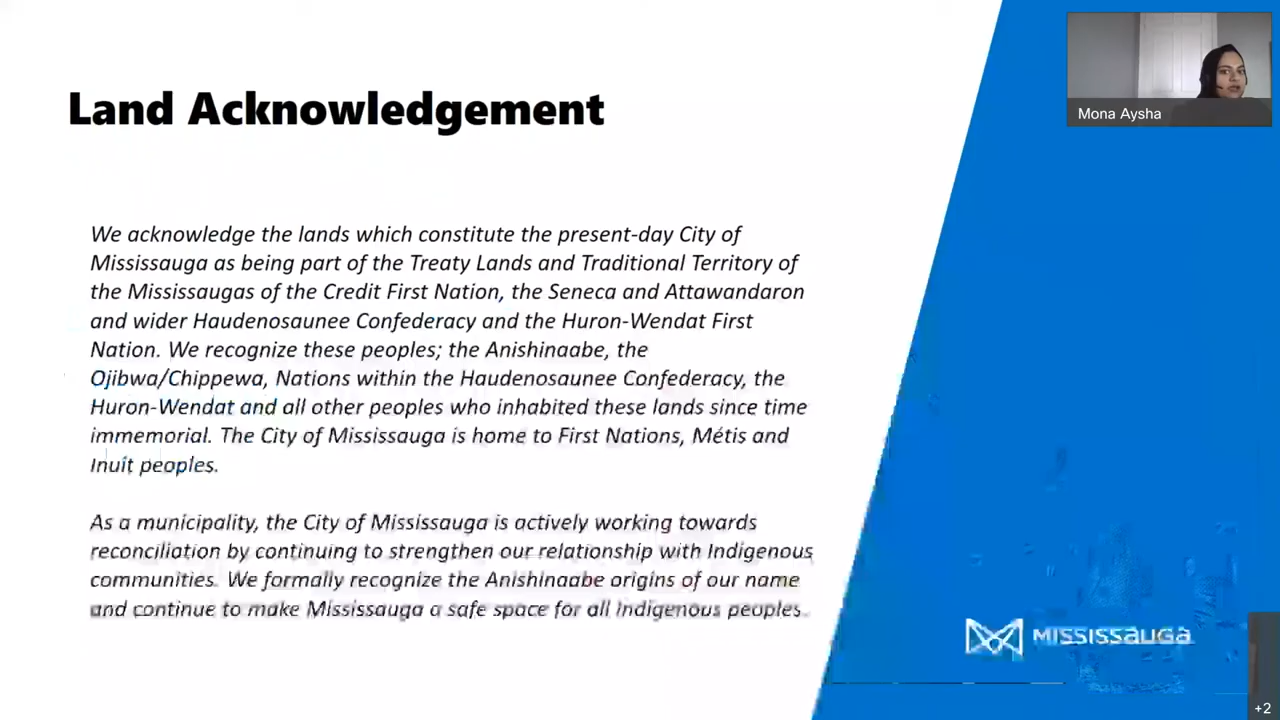 Land Acknowledgement
Mona Aysha
We acknowledge the lands which constitute the present-day City of
Mississauga as being part of the Treaty Lands and Traditional Territory of
the Mississaugas of the Credit First Nation, the Seneca and Attawandaron
and wider Haudenosaunee Confederacy and the Huron-Wendat First
Nation. We recognize these peoples; the Anishinaabe, the
Ojibwa/Chippewa, Nations within the Haudenosaunee Confederacy, the
Huron-Wendat and all other peoples who inhabited these lands since time
immemorial. The City of Mississauga is home to First Nations, Métis and
Inuit peoples.
As a municipality, the City of Mississauga is actively working towards
reconciliation by continuing to strengthen our relationship with Indigenous
communities. We formally recognize the Anishinaabe origins of our name
and continue to make Mississauga a safe space for all Indigenous peoples.
MISSISSAUGA
+2